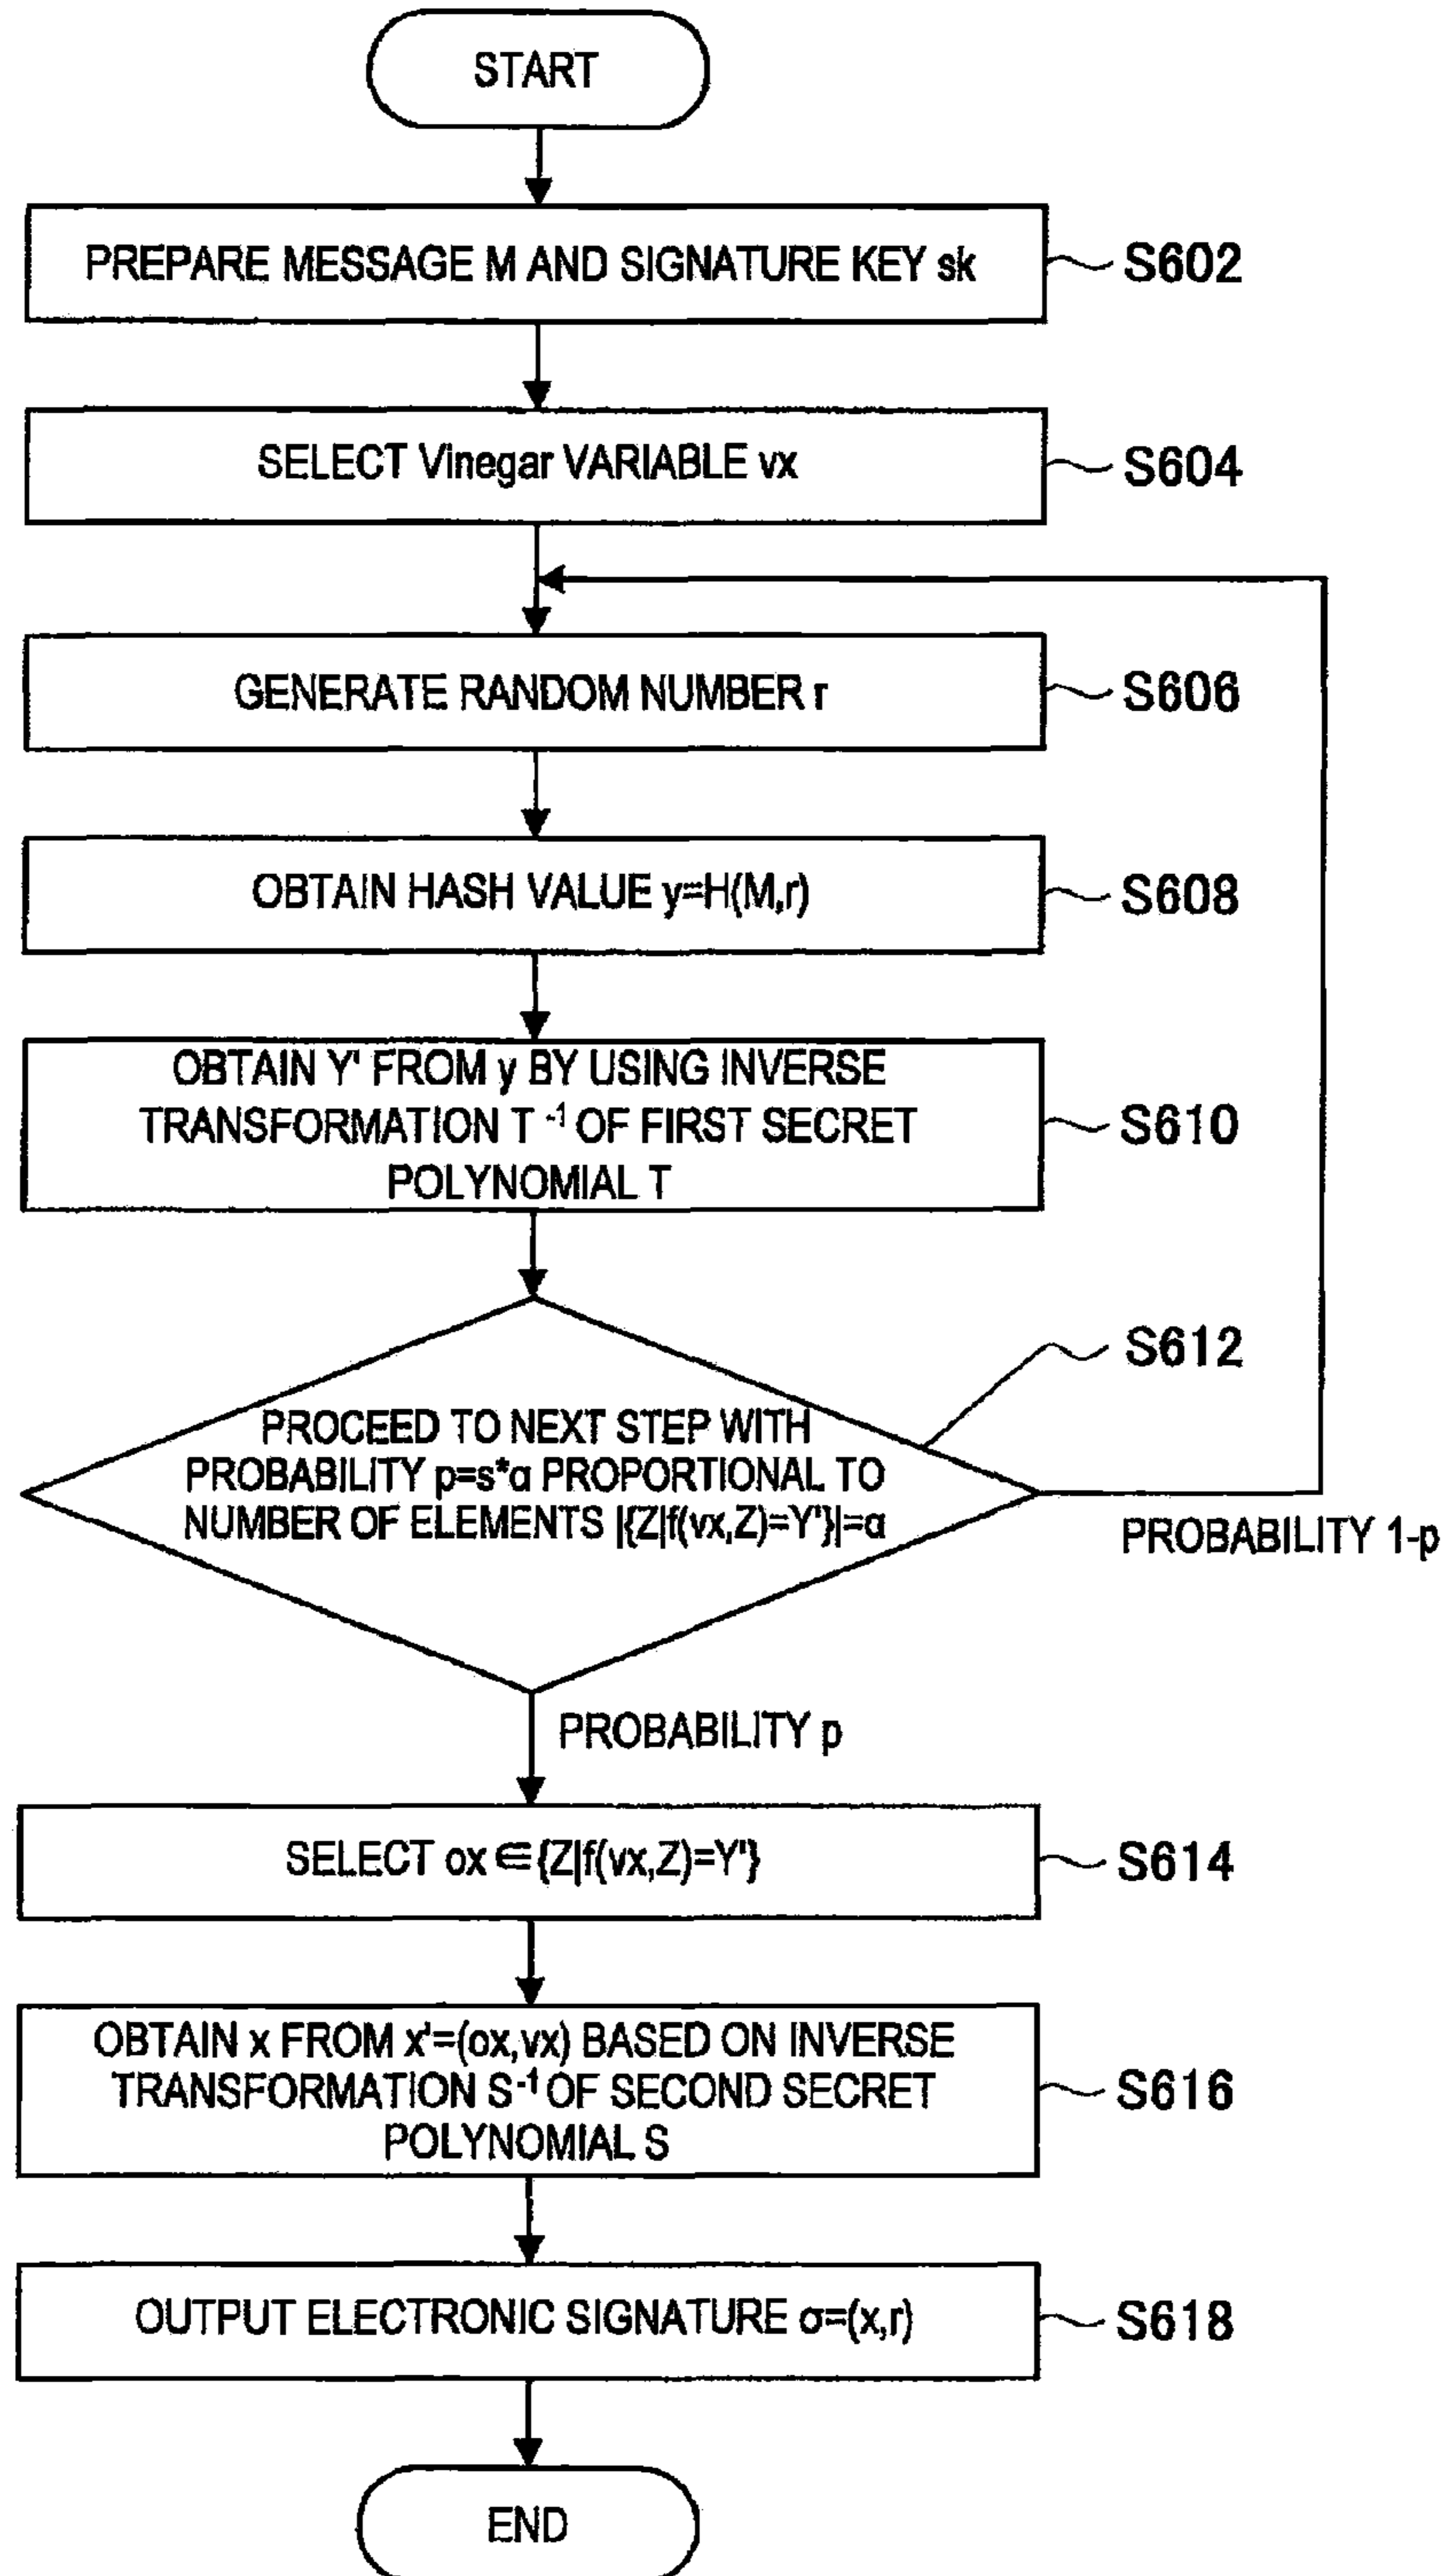 START
PREPARE MESSAGE M AND SIGNATURE KEY sk
S602
SELECT Vinegar VARIABLE vx
S604
GENERATE RANDOM NUMBER r
S606
OBTAIN HASH VALUE y=H(M,r)
S608
OBTAIN Y' FROM y BY USING INVERSE
TRANSFORMATION T⁻¹ OF FIRST SECRET
POLYNOMIAL T
S610
S612
PROCEED TO NEXT STEP WITH
PROBABILITY p=s*α PROPORTIONAL TO
NUMBER OF ELEMENTS |{Z|f(vx,Z)=Y'}|=α
PROBABILITY 1-p
PROBABILITY p
SELECT ox∈{Z|f(vx,Z)=Y'}
S614
OBTAIN x FROM x'=(ox,vx) BASED ON INVERSE
TRANSFORMATION S⁻¹ OF SECOND SECRET
POLYNOMIAL S
S616
OUTPUT ELECTRONIC SIGNATURE σ=(x,r)
S618
END